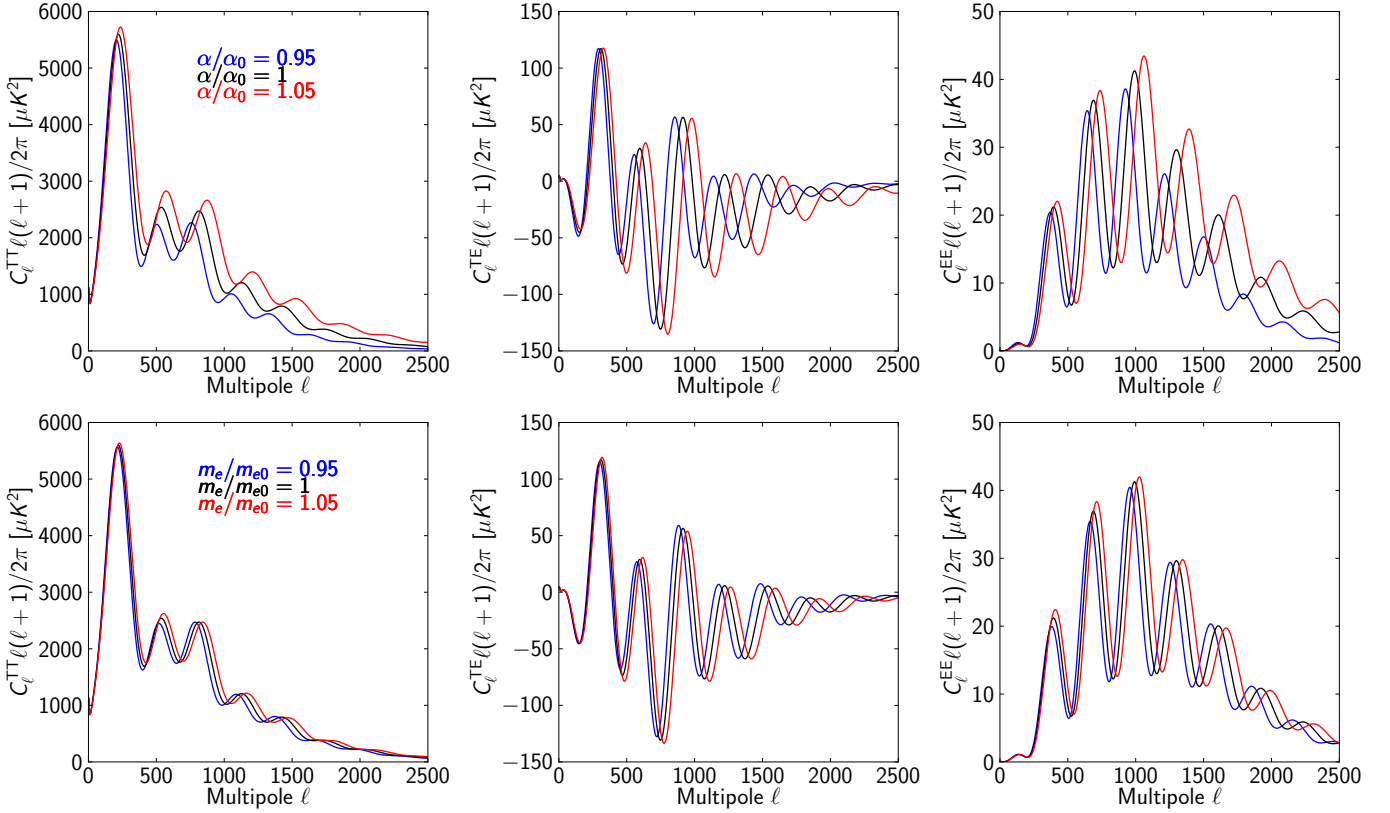 6000
5000
4000
3000
2000
1000
0
C_ℓ^TT ℓ(ℓ + 1)/2π [μK²]
α/α₀ = 0.95
α/α₀ = 1
α/α₀ = 1.05
0 500 1000 1500 2000 2500
Multipole ℓ
150
100
50
0
−50
−100
−150
C_ℓ^TE ℓ(ℓ + 1)/2π [μK²]
0 500 1000 1500 2000 2500
Multipole ℓ
50
40
30
20
10
0
C_ℓ^EE ℓ(ℓ + 1)/2π [μK²]
0 500 1000 1500 2000 2500
Multipole ℓ
6000
5000
4000
3000
2000
1000
0
C_ℓ^TT ℓ(ℓ + 1)/2π [μK²]
mₑ/mₑ₀ = 0.95
mₑ/mₑ₀ = 1
mₑ/mₑ₀ = 1.05
0 500 1000 1500 2000 2500
Multipole ℓ
150
100
50
0
−50
−100
−150
C_ℓ^TE ℓ(ℓ + 1)/2π [μK²]
0 500 1000 1500 2000 2500
Multipole ℓ
50
40
30
20
10
0
C_ℓ^EE ℓ(ℓ + 1)/2π [μK²]
0 500 1000 1500 2000 2500
Multipole ℓ